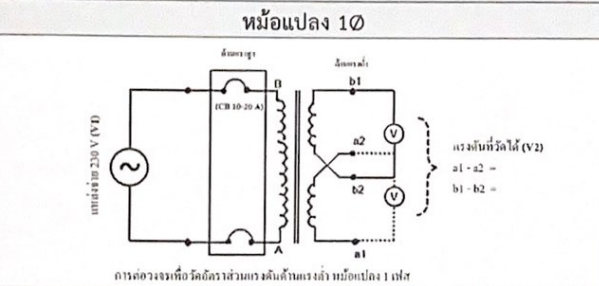 หม้อแปลง 1Ø
ด้านแรงสูง
ด้านแรงต่ำ
B
b1
(CB 10-20 A)
V
a2
แรงดันที่วัดได้ (V2)
แหล่งจ่าย 230 V (V1)
a1 - a2 =
b2
b1 - b2 =
V
A
a1
การต่อวงจรเพื่อวัดอัตราส่วนแรงดันด้านแรงต่ำ หม้อแปลง 1 เฟส